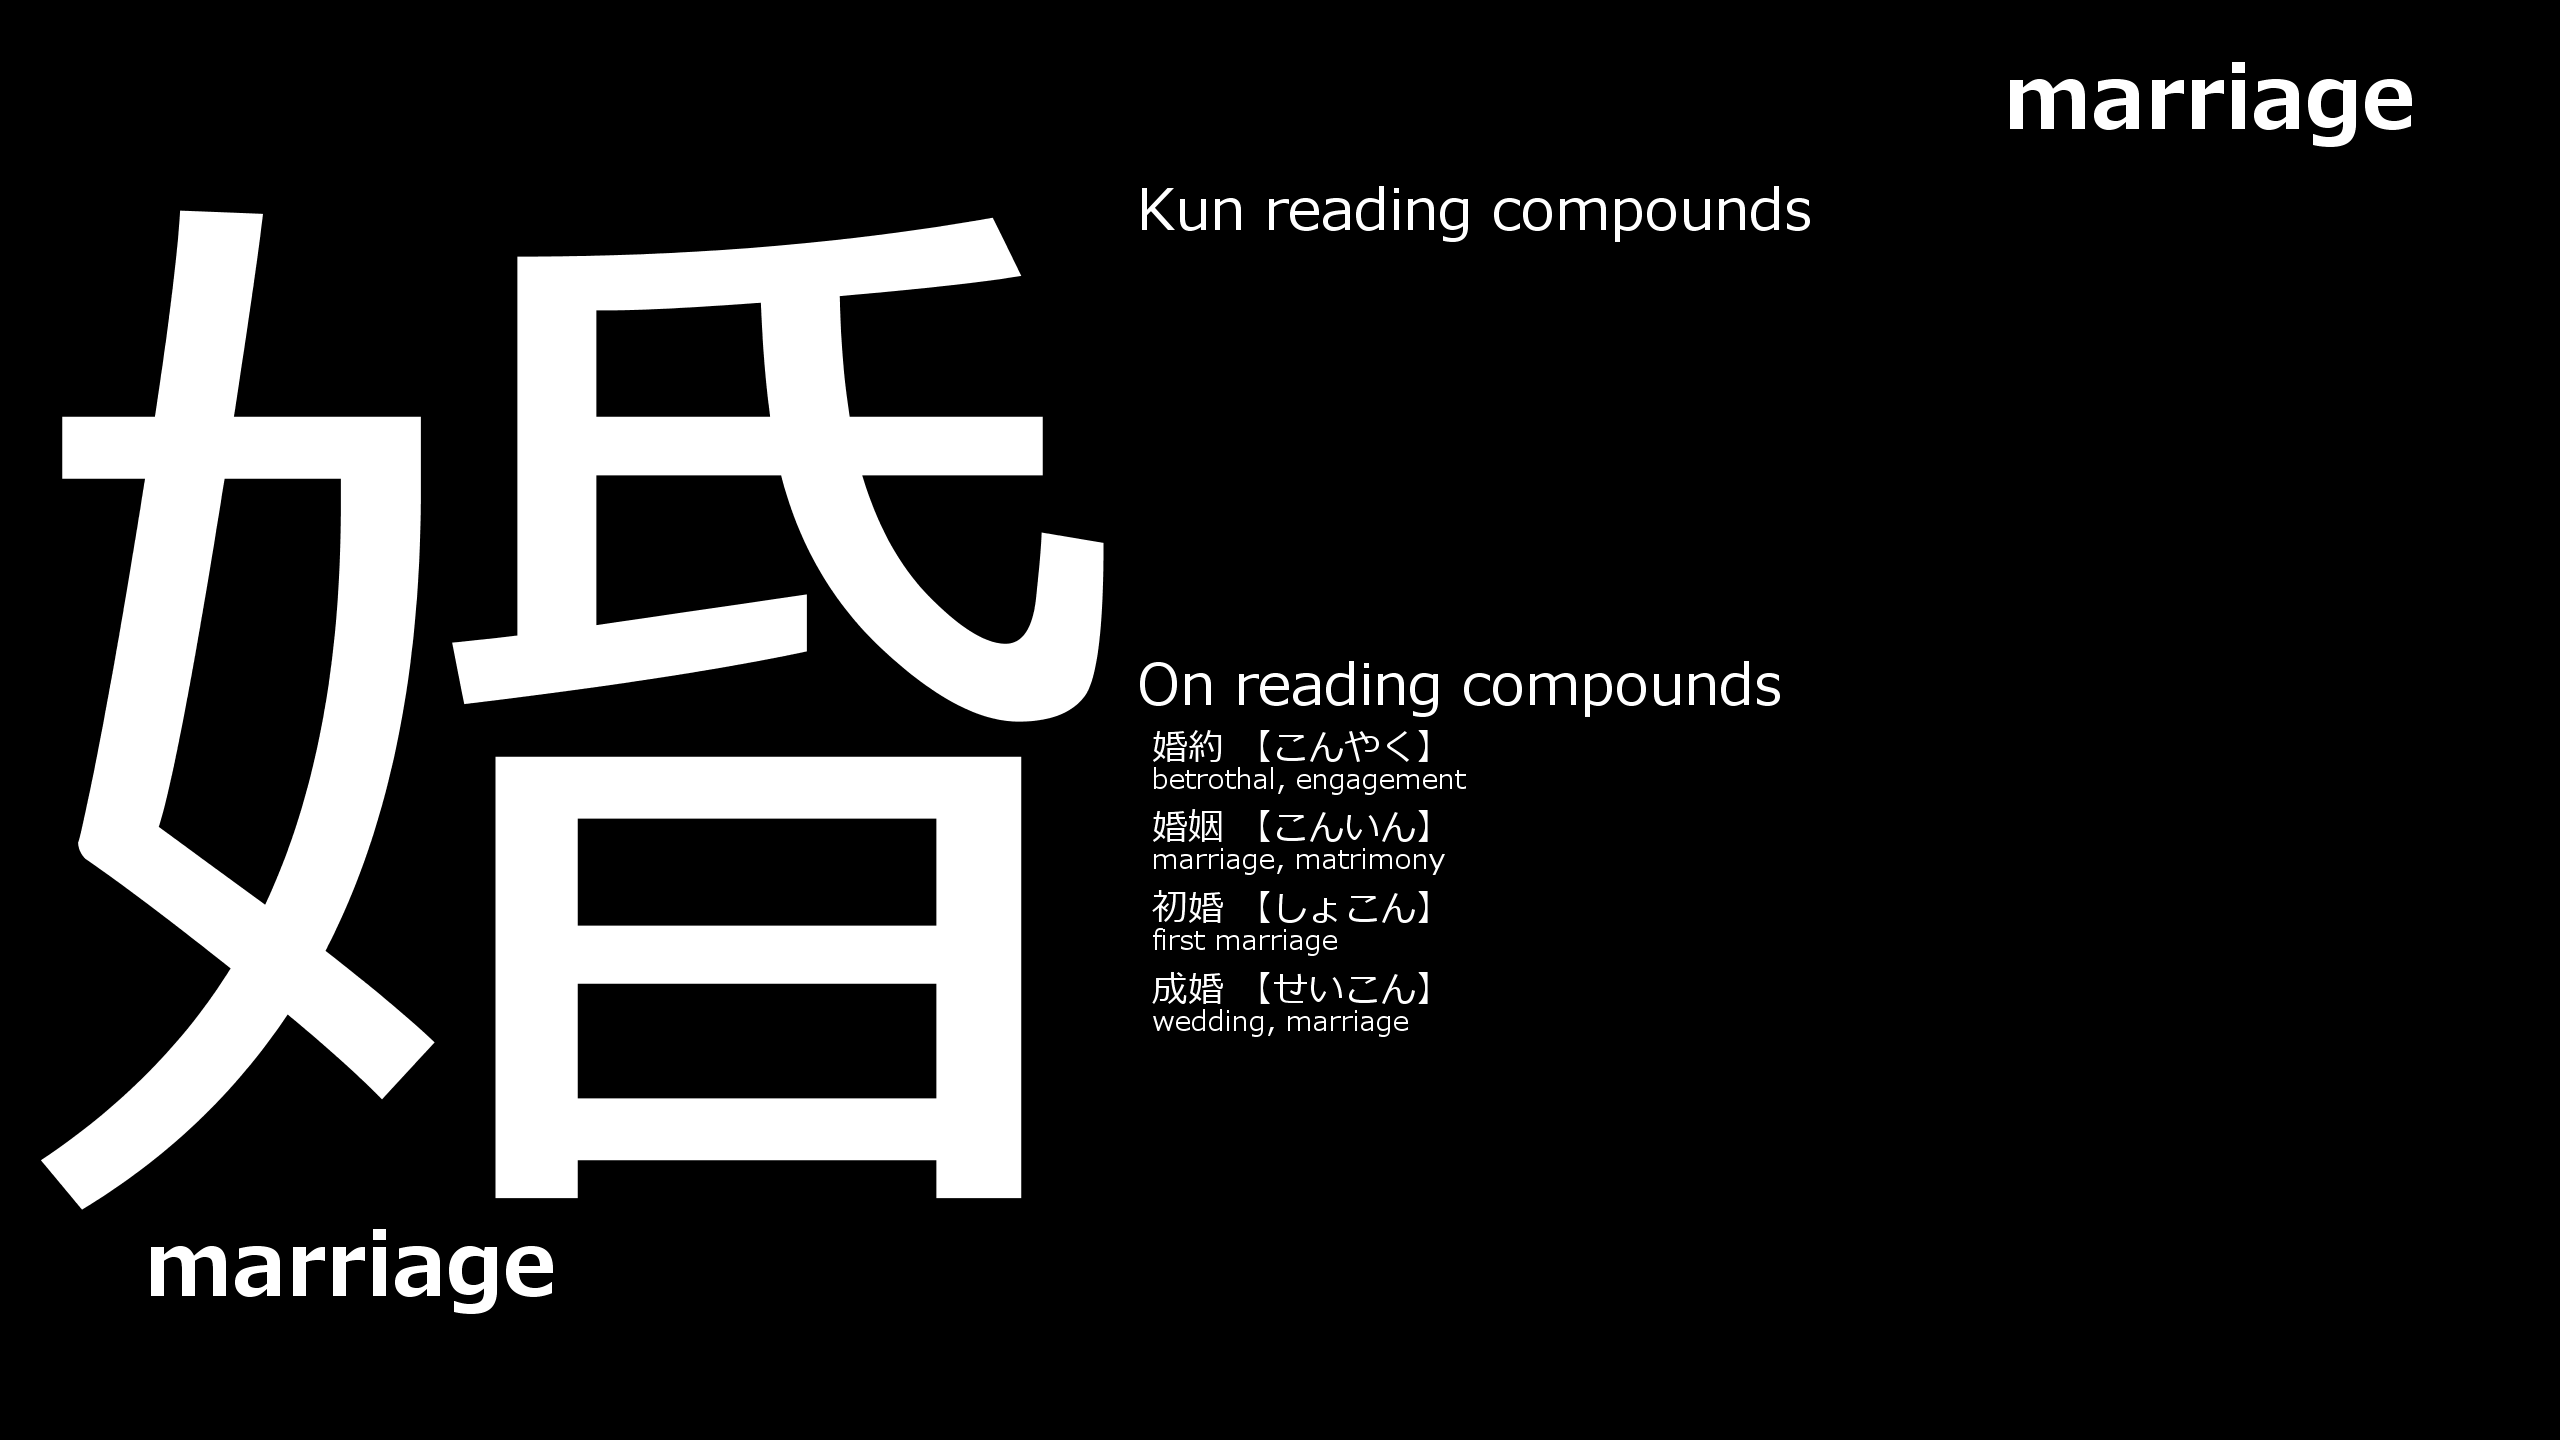 marriage
婚
marriage
Kun reading compounds
On reading compounds
婚約 【こんやく】
betrothal, engagement
婚姻 【こんいん】
marriage, matrimony
初婚 【しょこん】
first marriage
成婚 【せいこん】
wedding, marriage